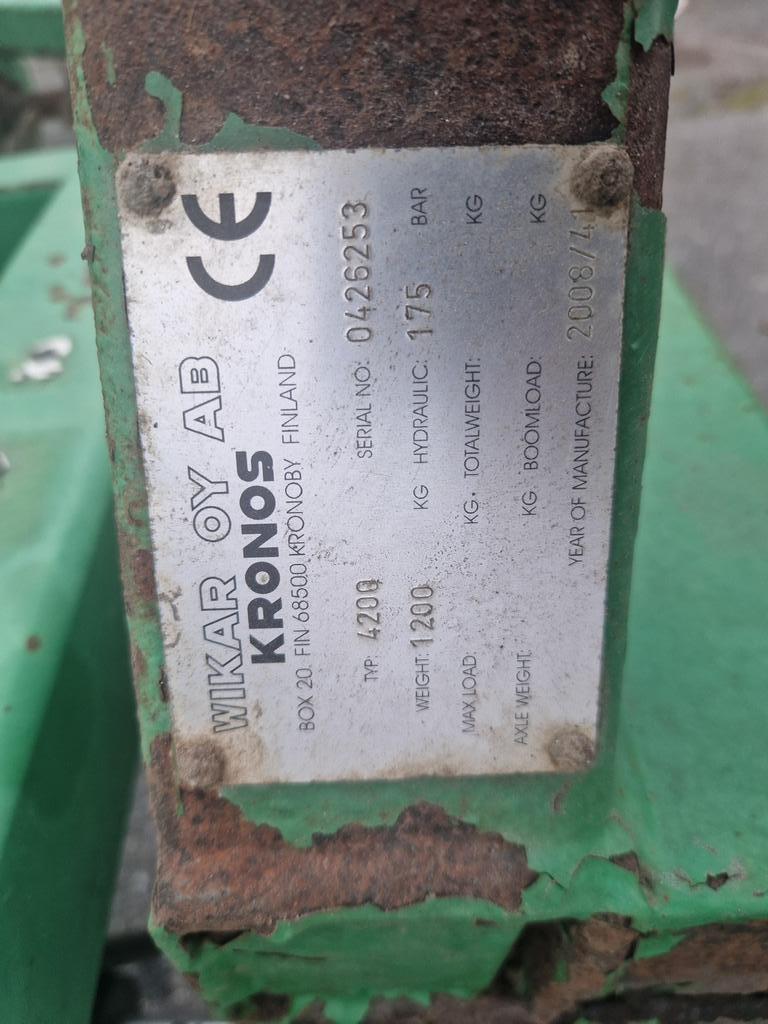 WIKAR OY AB CE
KRONOS
BOX 20 FIN 68500 KRONOBY FINLAND
TYP: 4200 SERIAL NO: 0426253
WEIGHT: 1200 KG HYDRAULIC: 175 BAR
MAX LOAD: KG. TOTALWEIGHT: KG
AXLE WEIGHT: KG BOOMLOAD: KG
YEAR OF MANUFACTURE: 2008/41